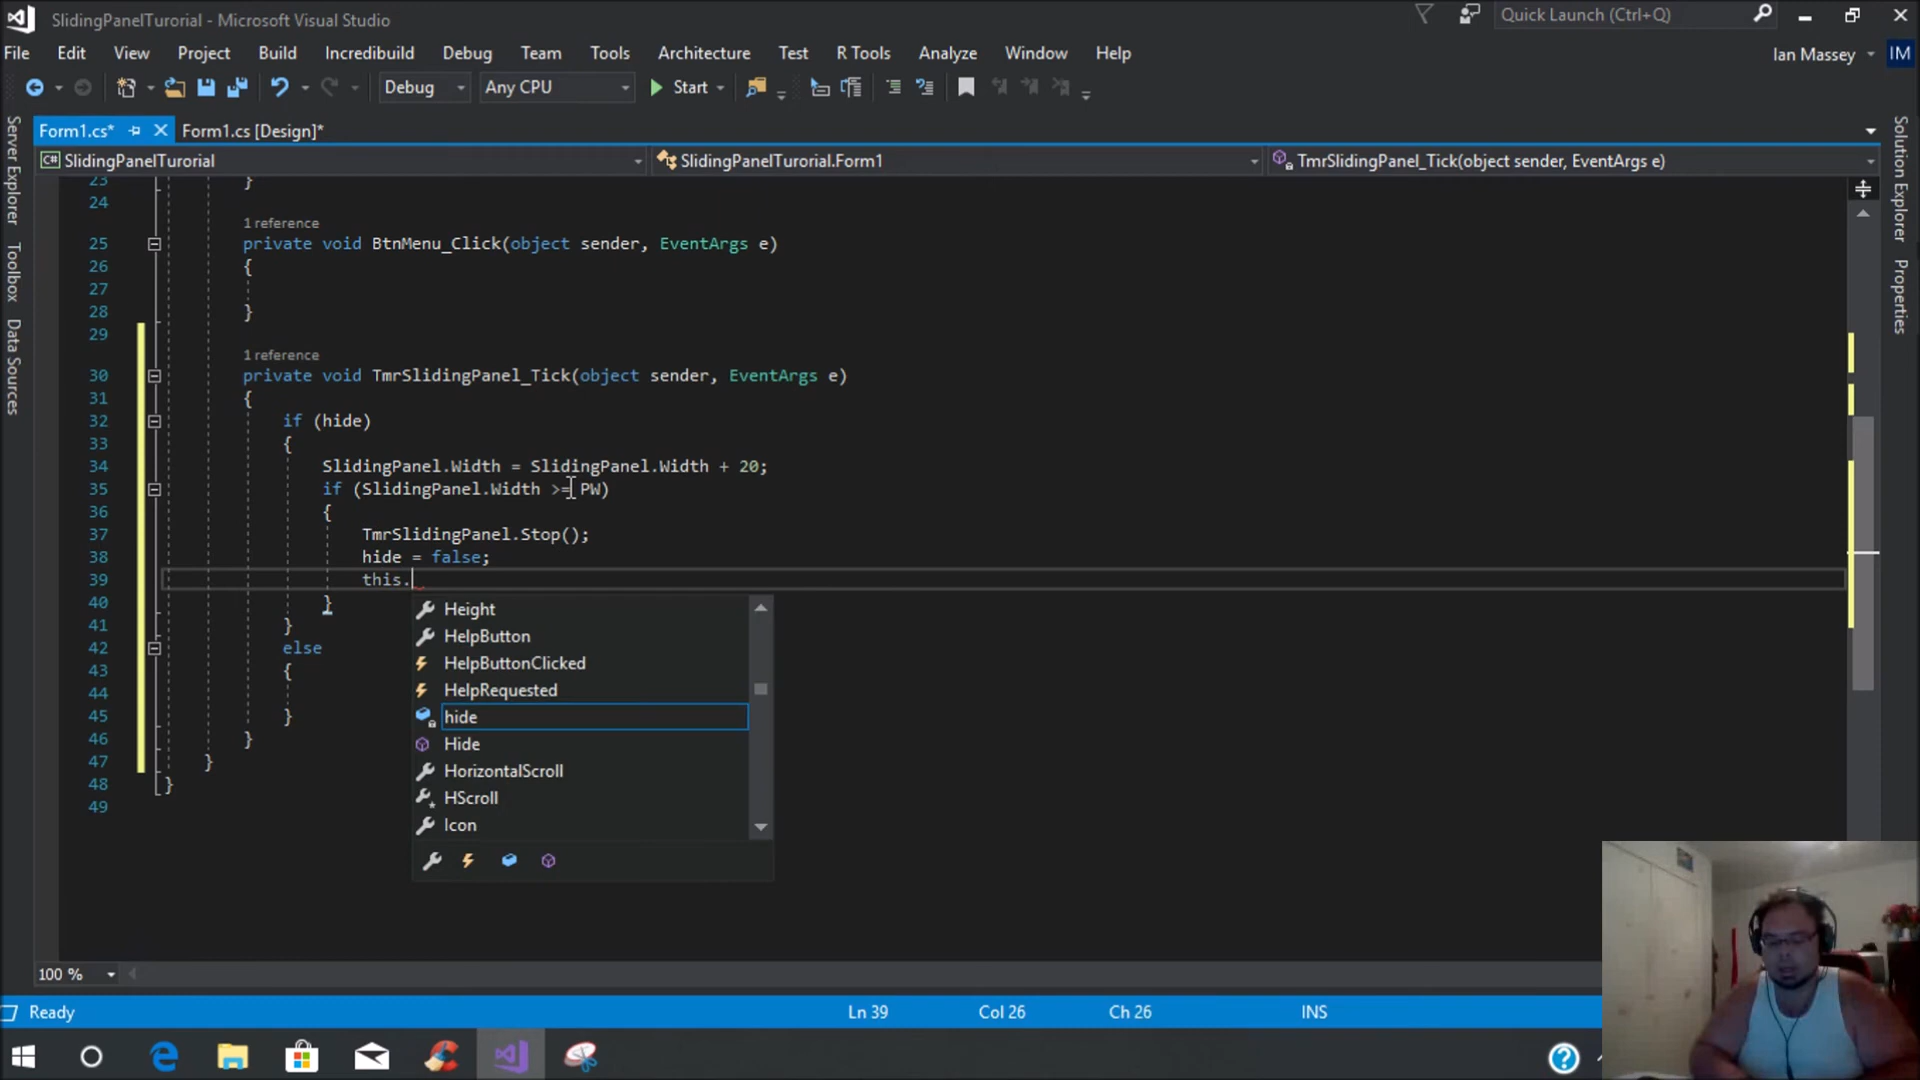 SlidingPanelTurorial - Microsoft Visual Studio
Quick Launch (Ctrl+Q)
File Edit View Project Build Incredibuild Debug Team Tools Architecture Test R Tools Analyze Window Help
Ian Massey IM
Debug Any CPU Start
Form1.cs* Form1.cs [Design]*
C# SlidingPanelTurorial SlidingPanelTurorial.Form1 TmrSlidingPanel_Tick(object sender, EventArgs e)
Server Explorer
Toolbox
Data Sources
Solution Explorer
Properties
23 }
24
1 reference
25 private void BtnMenu_Click(object sender, EventArgs e)
26 {
27
28 }
29
1 reference
30 private void TmrSlidingPanel_Tick(object sender, EventArgs e)
31 {
32 if (hide)
33 {
34 SlidingPanel.Width = SlidingPanel.Width + 20;
35 if (SlidingPanel.Width >= PW)
36 {
37 TmrSlidingPanel.Stop();
38 hide = false;
39 this.
40 }
41 }
42 else
43 {
44
45 }
46 }
47 }
48 }
49
Height
HelpButton
HelpButtonClicked
HelpRequested
hide
Hide
HorizontalScroll
HScroll
Icon
100 %
Ready Ln 39 Col 26 Ch 26 INS